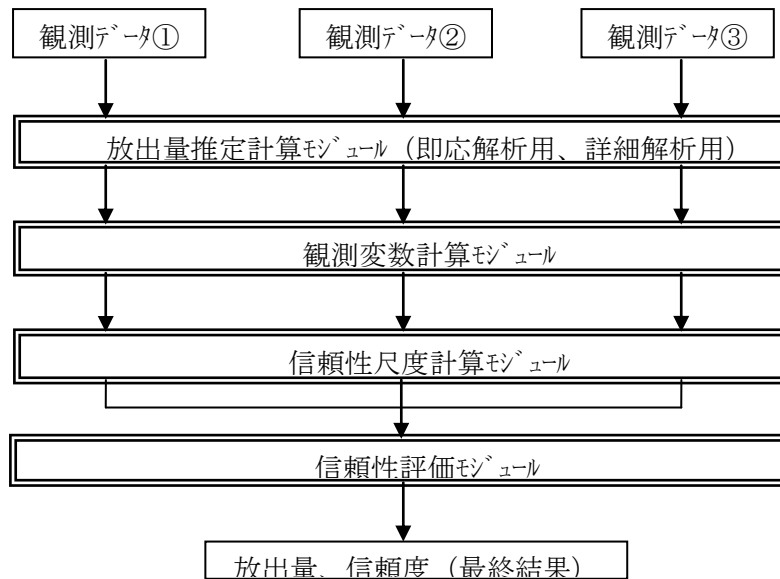 観測ﾃﾞｰﾀ① 観測ﾃﾞｰﾀ② 観測ﾃﾞｰﾀ③
放出量推定計算ﾓｼﾞｭｰﾙ（即応解析用、詳細解析用）
観測変数計算ﾓｼﾞｭｰﾙ
信頼性尺度計算ﾓｼﾞｭｰﾙ
信頼性評価ﾓｼﾞｭｰﾙ
放出量、信頼度（最終結果）